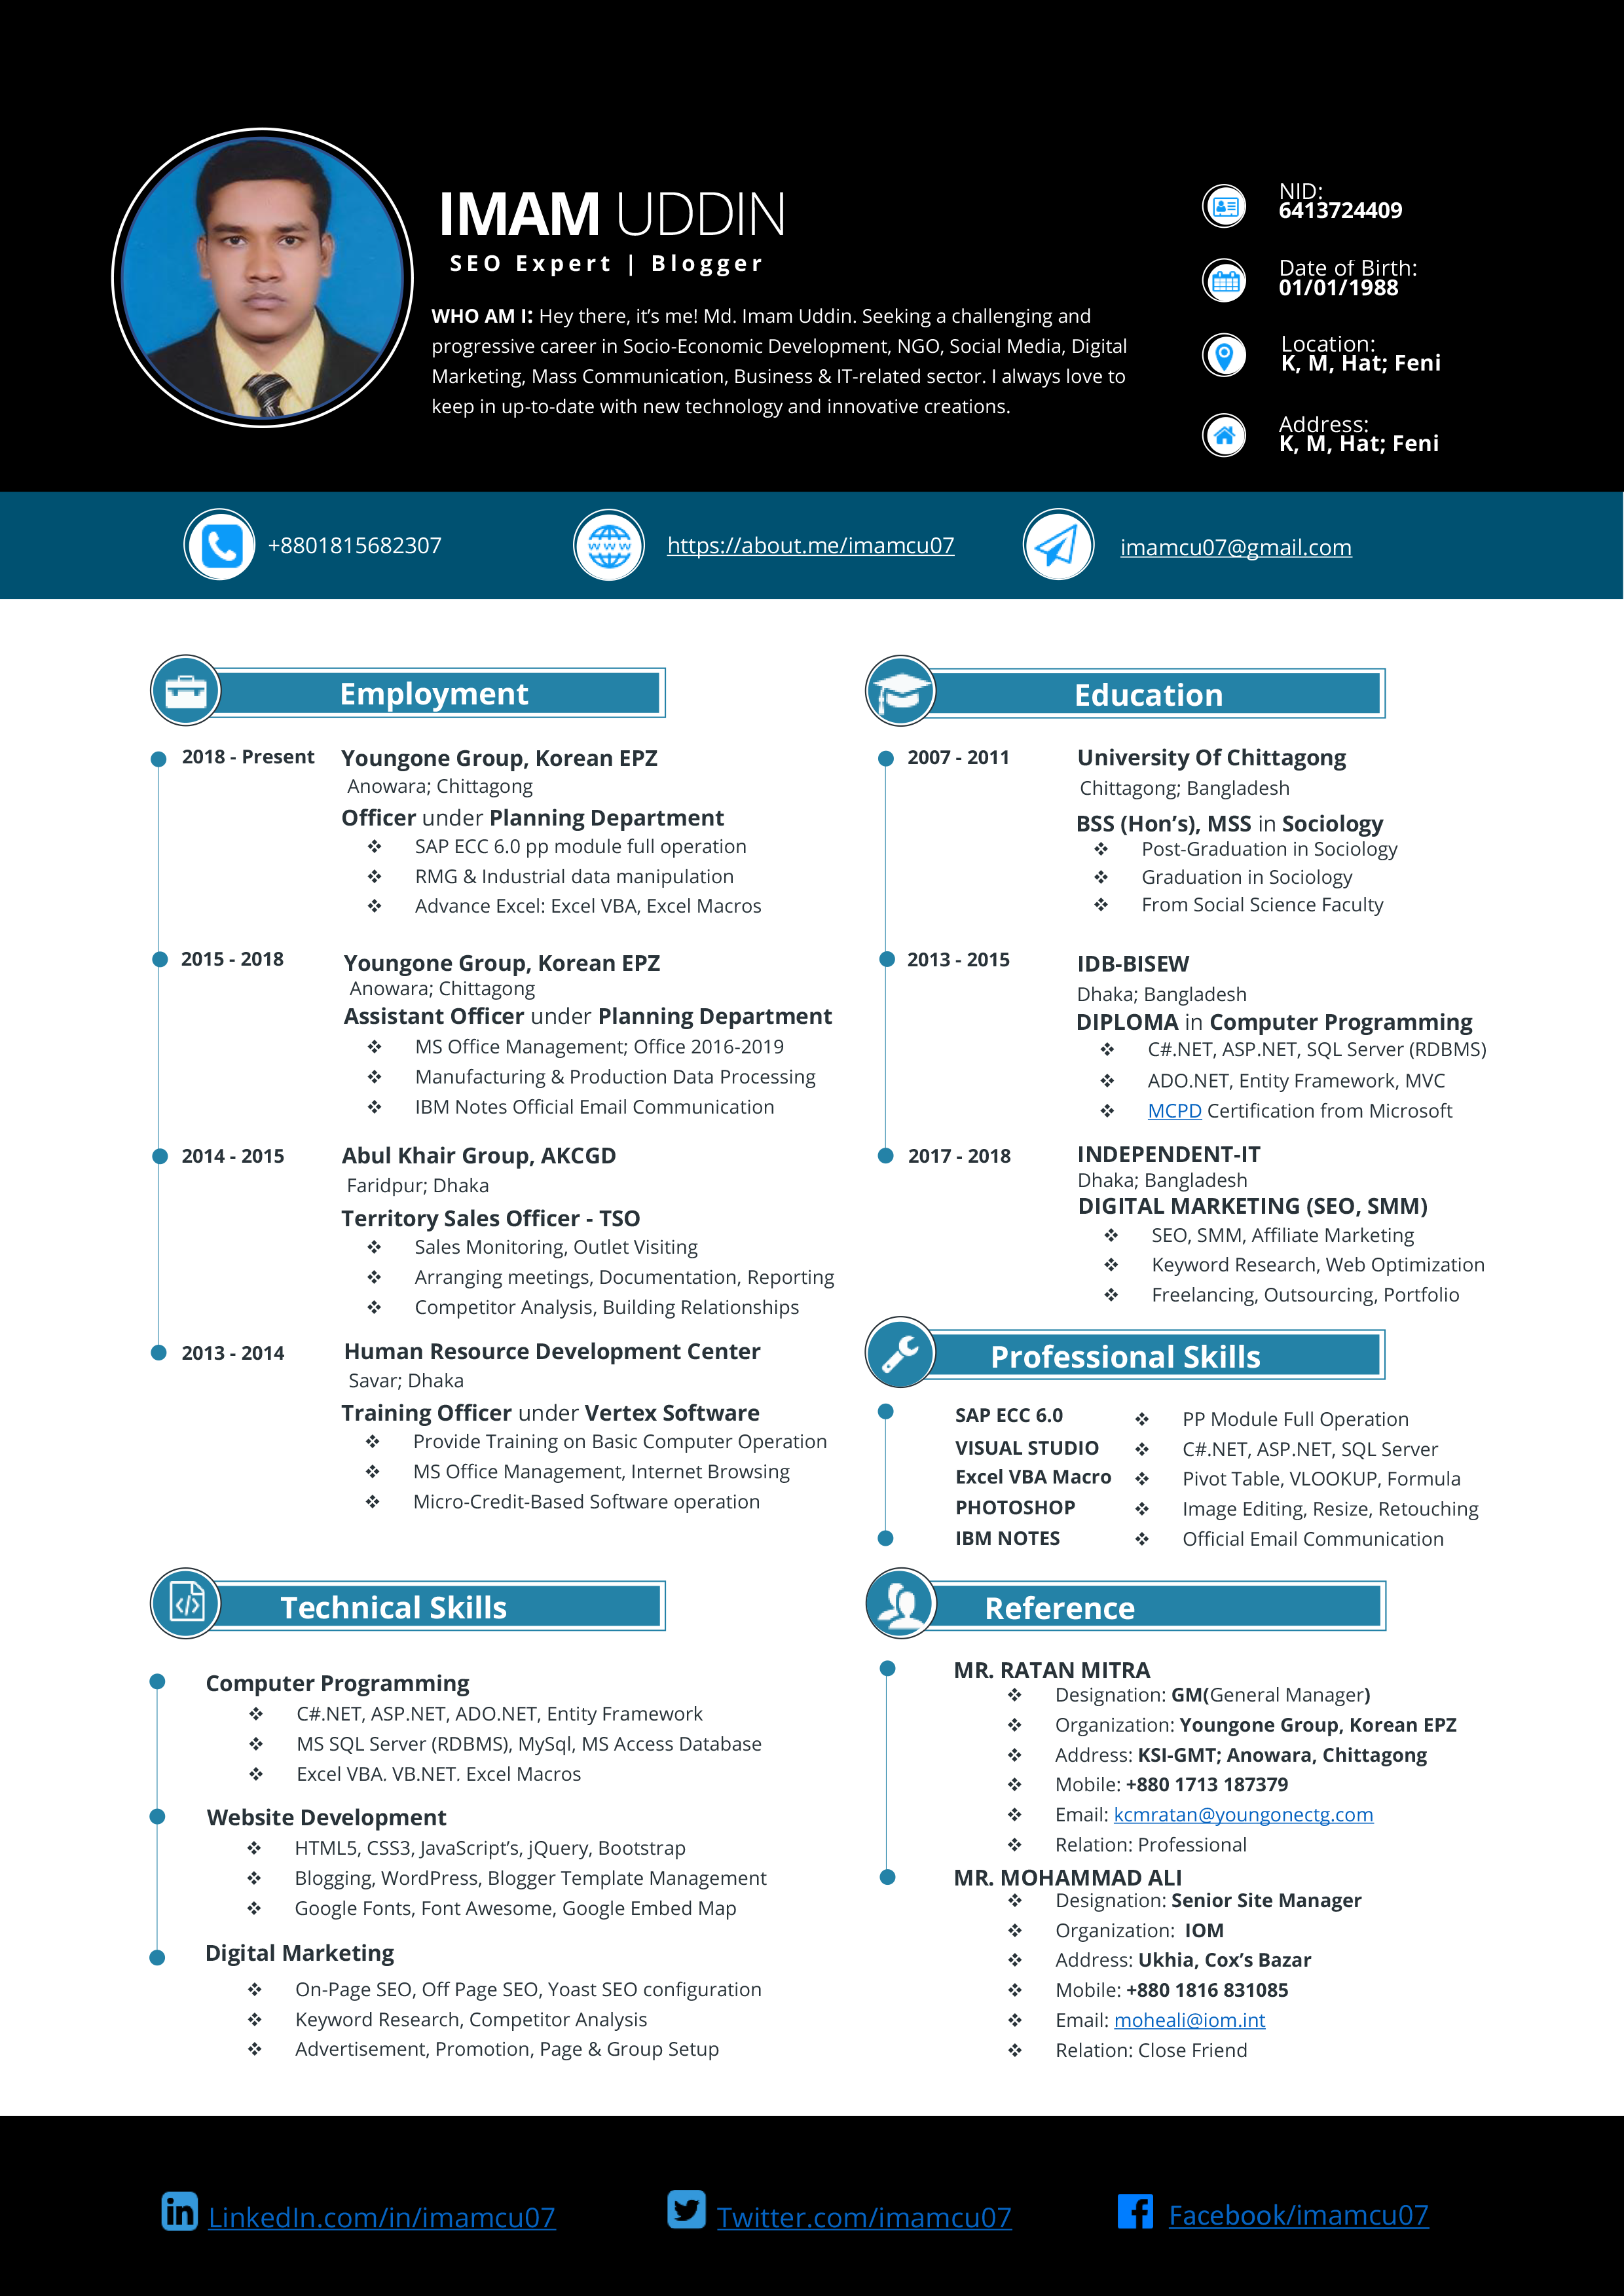 IMAM UDDIN
SEO Expert | Blogger
WHO AM I: Hey there, it’s me! Md. Imam Uddin. Seeking a challenging and
progressive career in Socio-Economic Development, NGO, Social Media, Digital
Marketing, Mass Communication, Business & IT-related sector. I always love to
keep in up-to-date with new technology and innovative creations.
NID:
6413724409
Date of Birth:
01/01/1988
Location:
K, M, Hat; Feni
Address:
K, M, Hat; Feni
+8801815682307
www
https://about.me/imamcu07
imamcu07@gmail.com
Employment
2018 - Present
Youngone Group, Korean EPZ
Anowara; Chittagong
Officer under Planning Department
❖ SAP ECC 6.0 pp module full operation
❖ RMG & Industrial data manipulation
❖ Advance Excel: Excel VBA, Excel Macros
2015 - 2018
Youngone Group, Korean EPZ
Anowara; Chittagong
Assistant Officer under Planning Department
❖ MS Office Management; Office 2016-2019
❖ Manufacturing & Production Data Processing
❖ IBM Notes Official Email Communication
2014 - 2015
Abul Khair Group, AKCGD
Faridpur; Dhaka
Territory Sales Officer - TSO
❖ Sales Monitoring, Outlet Visiting
❖ Arranging meetings, Documentation, Reporting
❖ Competitor Analysis, Building Relationships
2013 - 2014
Human Resource Development Center
Savar; Dhaka
Training Officer under Vertex Software
❖ Provide Training on Basic Computer Operation
❖ MS Office Management, Internet Browsing
❖ Micro-Credit-Based Software operation
Technical Skills
Computer Programming
❖ C#.NET, ASP.NET, ADO.NET, Entity Framework
❖ MS SQL Server (RDBMS), MySql, MS Access Database
❖ Excel VBA. VB.NET. Excel Macros
Website Development
❖ HTML5, CSS3, JavaScript’s, jQuery, Bootstrap
❖ Blogging, WordPress, Blogger Template Management
❖ Google Fonts, Font Awesome, Google Embed Map
Digital Marketing
❖ On-Page SEO, Off Page SEO, Yoast SEO configuration
❖ Keyword Research, Competitor Analysis
❖ Advertisement, Promotion, Page & Group Setup
Education
2007 - 2011
University Of Chittagong
Chittagong; Bangladesh
BSS (Hon’s), MSS in Sociology
❖ Post-Graduation in Sociology
❖ Graduation in Sociology
❖ From Social Science Faculty
2013 - 2015
IDB-BISEW
Dhaka; Bangladesh
DIPLOMA in Computer Programming
❖ C#.NET, ASP.NET, SQL Server (RDBMS)
❖ ADO.NET, Entity Framework, MVC
❖ MCPD Certification from Microsoft
2017 - 2018
INDEPENDENT-IT
Dhaka; Bangladesh
DIGITAL MARKETING (SEO, SMM)
❖ SEO, SMM, Affiliate Marketing
❖ Keyword Research, Web Optimization
❖ Freelancing, Outsourcing, Portfolio
Professional Skills
SAP ECC 6.0 ❖ PP Module Full Operation
VISUAL STUDIO ❖ C#.NET, ASP.NET, SQL Server
Excel VBA Macro ❖ Pivot Table, VLOOKUP, Formula
PHOTOSHOP ❖ Image Editing, Resize, Retouching
IBM NOTES ❖ Official Email Communication
Reference
MR. RATAN MITRA
❖ Designation: GM(General Manager)
❖ Organization: Youngone Group, Korean EPZ
❖ Address: KSI-GMT; Anowara, Chittagong
❖ Mobile: +880 1713 187379
❖ Email: kcmratan@youngonectg.com
❖ Relation: Professional
MR. MOHAMMAD ALI
❖ Designation: Senior Site Manager
❖ Organization: IOM
❖ Address: Ukhia, Cox’s Bazar
❖ Mobile: +880 1816 831085
❖ Email: moheali@iom.int
❖ Relation: Close Friend
LinkedIn.com/in/imamcu07
Twitter.com/imamcu07
Facebook/imamcu07